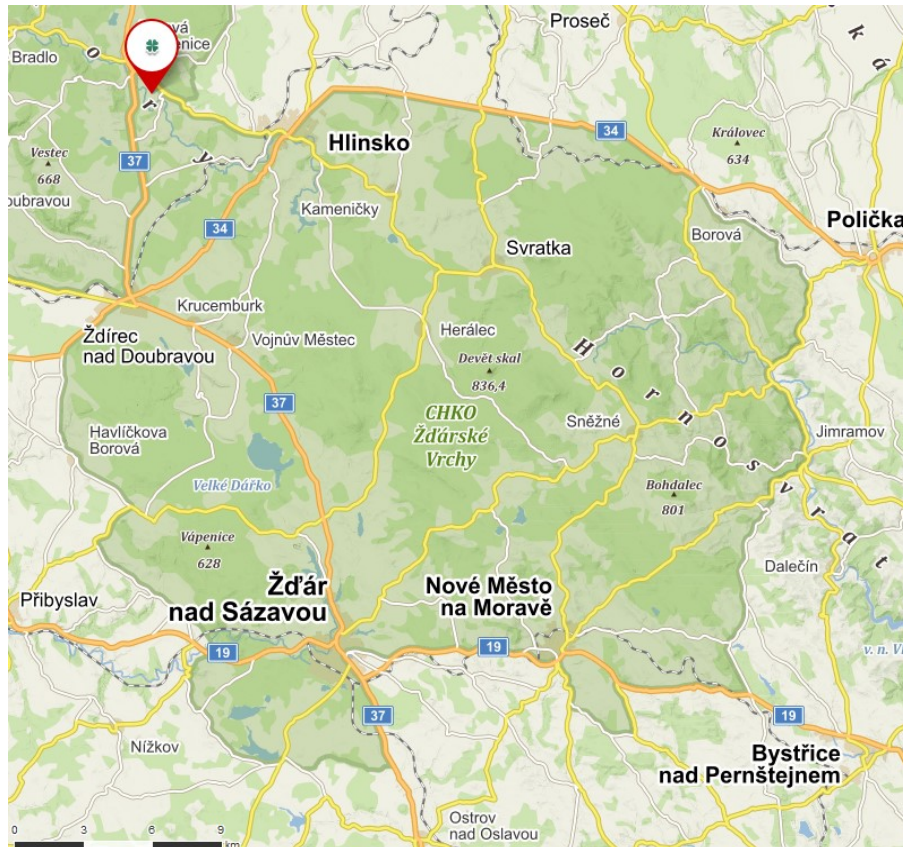 Proseč
Bradlo
Hlinsko
34
Královec
634
Vestec
668
37
Kameničky
Polička
34
Borová
Svratka
Krucemburk
Vojnův Městec
Herálec
Ždírec
nad Doubravou
Devět skal
836,4
Hornosvrat
37
CHKO
Žďárské
Vrchy
Sněžné
Jimramov
Havlíčkova
Borová
Velké Dářko
Bohdalec
801
Vápenice
628
Dalečín
Žďár
nad Sázavou
Nové Město
na Moravě
Přibyslav
19
19
37
19
Nížkov
Bystřice
nad Pernštejnem
Ostrov
nad Oslavou
0 3 6 9
km